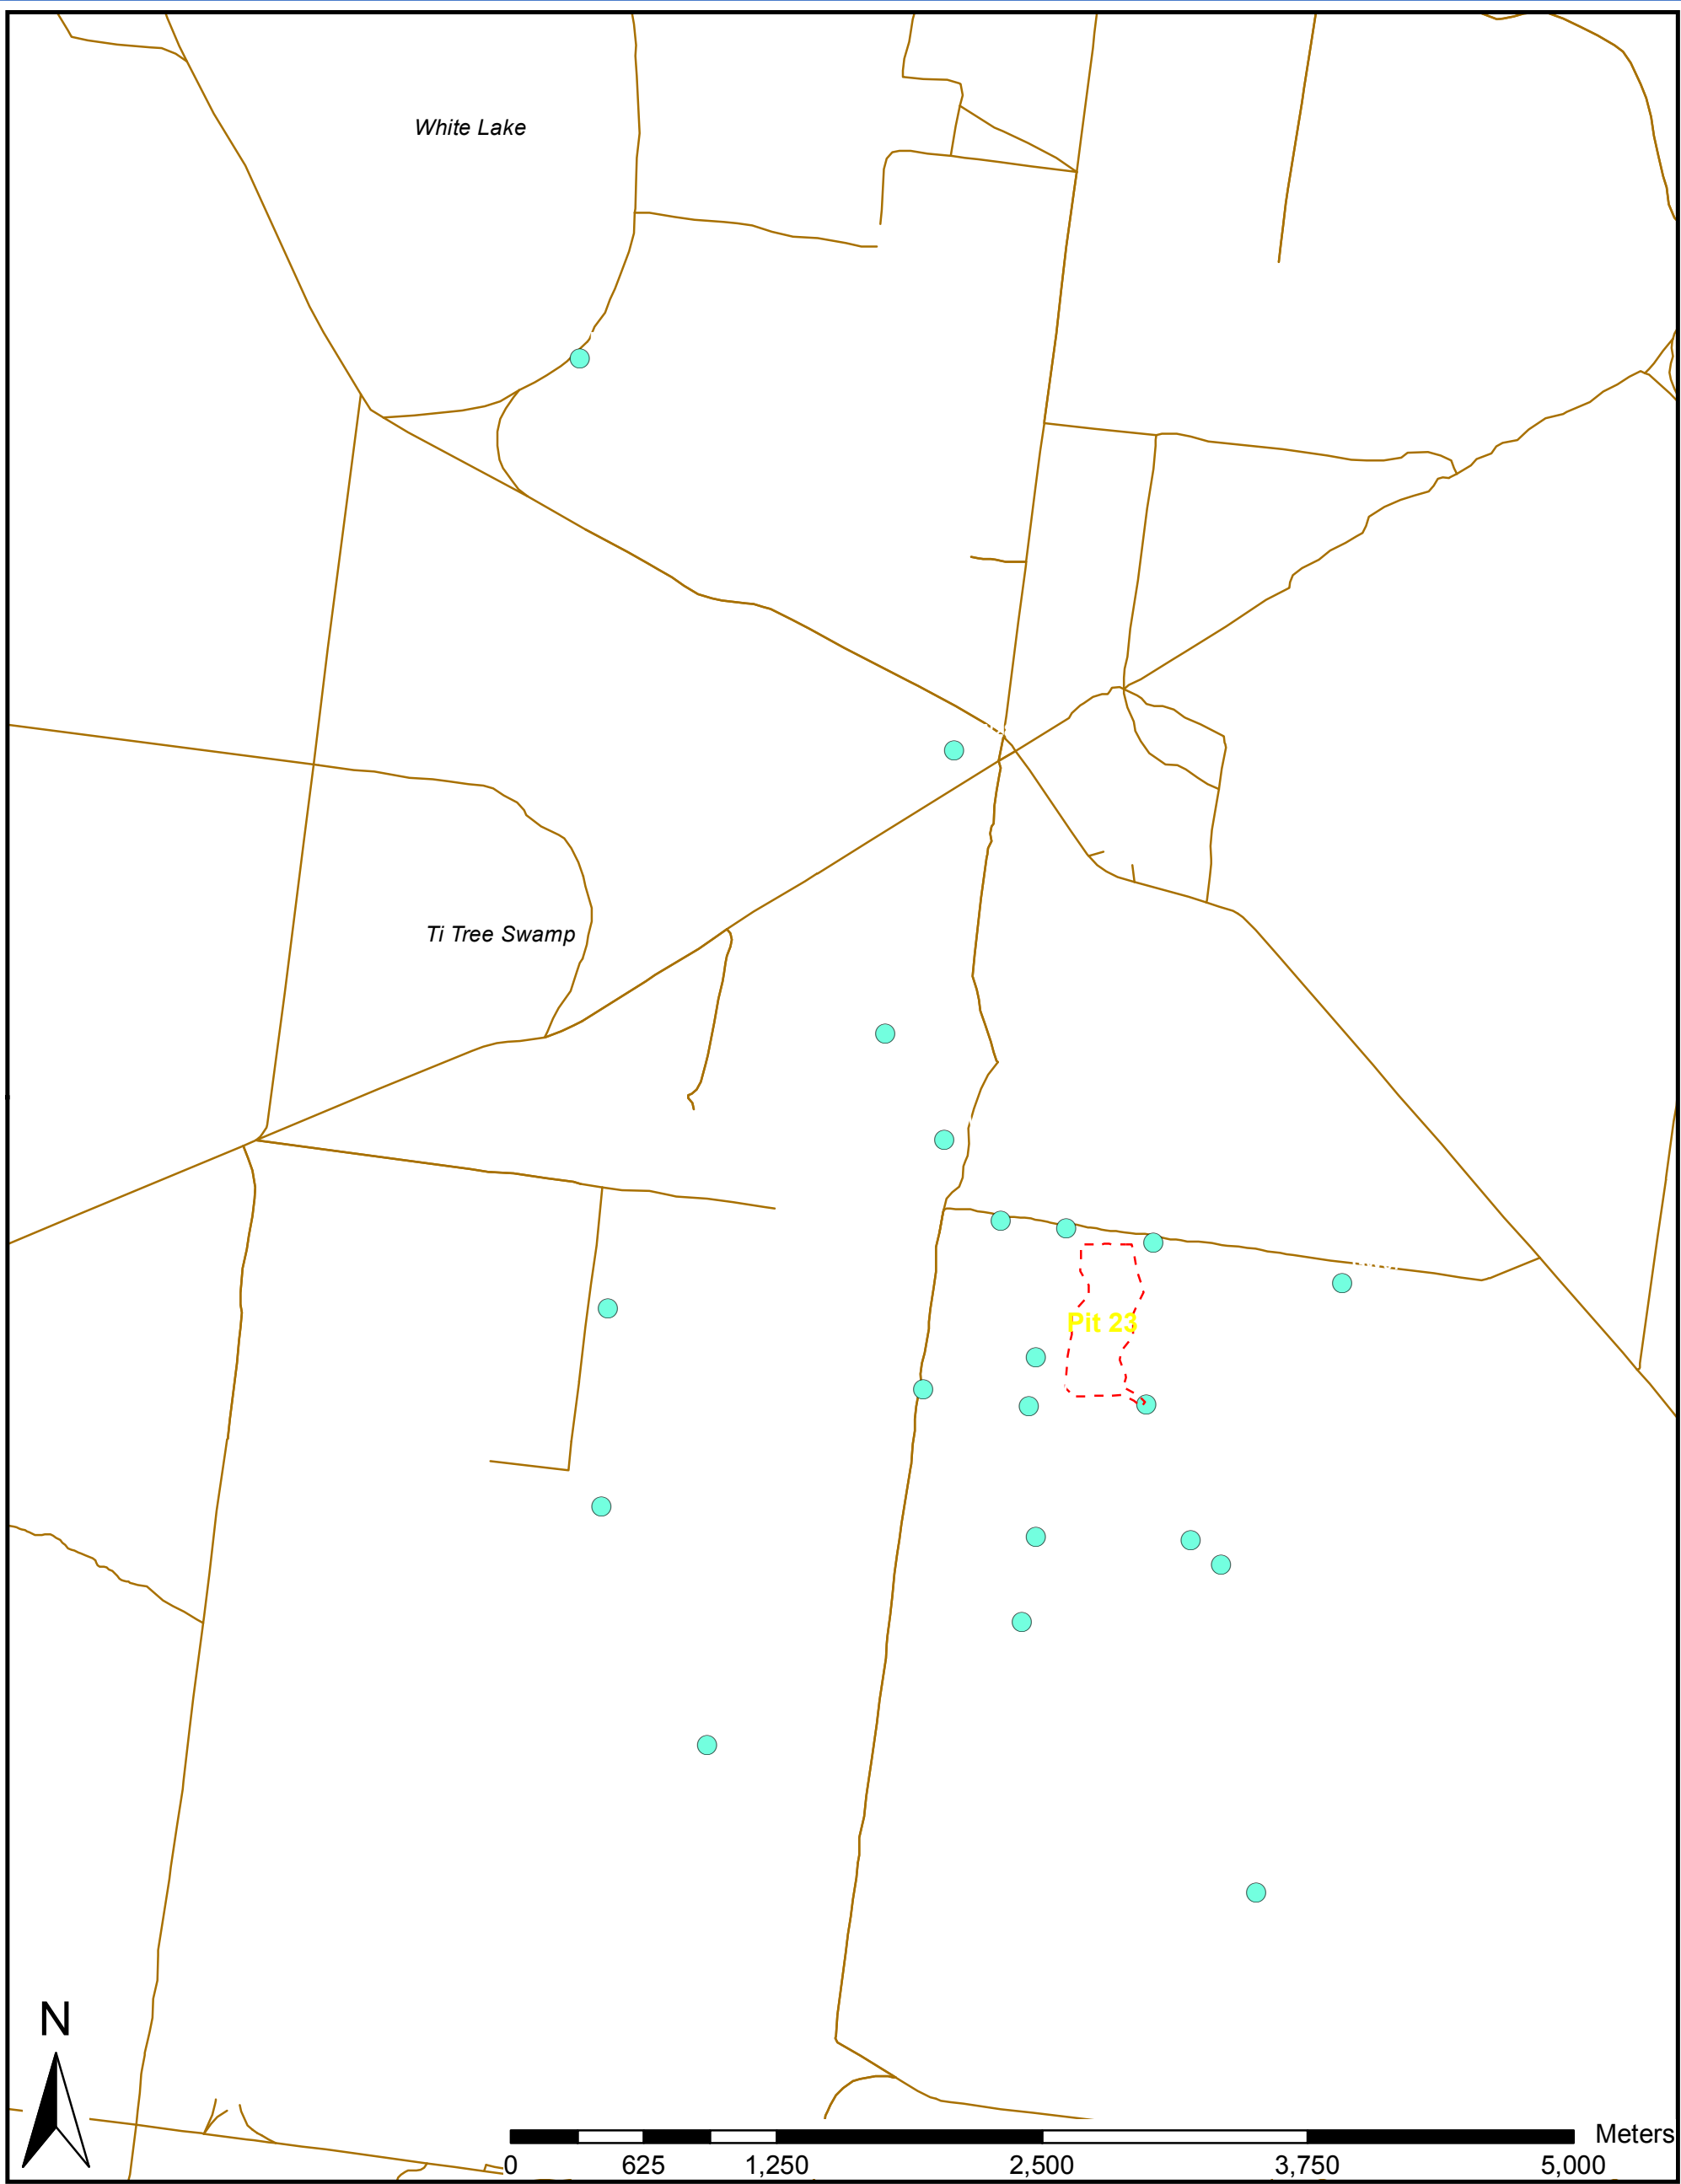 White Lake
Ti Tree Swamp
Pit 23
N
Meters
0 625 1,250 2,500 3,750 5,000